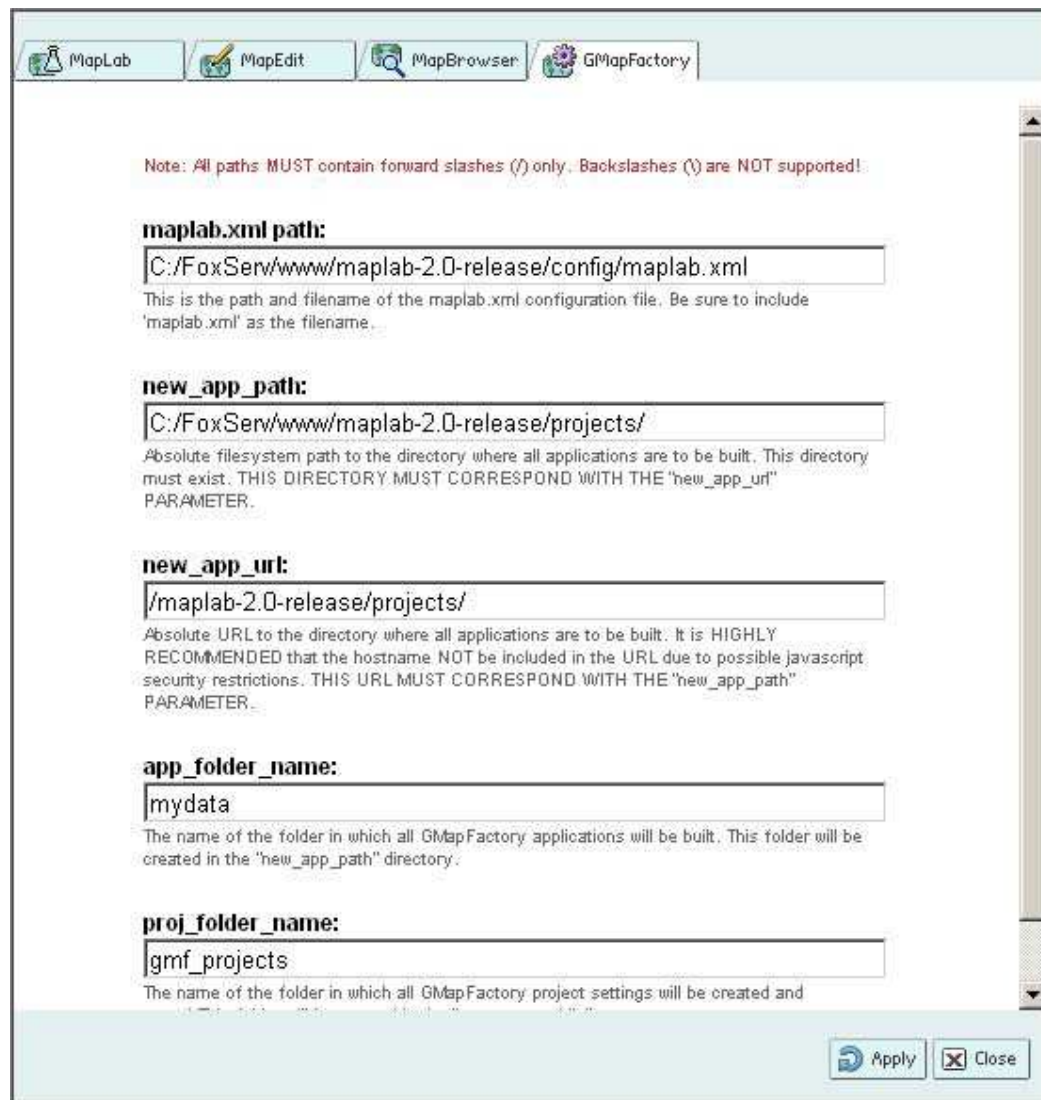 MapLab MapEdit MapBrowser GMapFactory
Note: All paths MUST contain forward slashes (/) only. Backslashes (\) are NOT supported!
maplab.xml path:
C:/FoxServ/www/maplab-2.0-release/config/maplab.xml
This is the path and filename of the maplab.xml configuration file. Be sure to include
'maplab.xml' as the filename.
new_app_path:
C:/FoxServ/www/maplab-2.0-release/projects/
Absolute filesystem path to the directory where all applications are to be built. This directory
must exist. THIS DIRECTORY MUST CORRESPOND WITH THE "new_app_url"
PARAMETER.
new_app_url:
/maplab-2.0-release/projects/
Absolute URL to the directory where all applications are to be built. It is HIGHLY
RECOMMENDED that the hostname NOT be included in the URL due to possible javascript
security restrictions. THIS URL MUST CORRESPOND WITH THE "new_app_path"
PARAMETER.
app_folder_name:
mydata
The name of the folder in which all GMapFactory applications will be built. This folder will be
created in the "new_app_path" directory.
proj_folder_name:
gmf_projects
The name of the folder in which all GMapFactory project settings will be created and
Apply Close